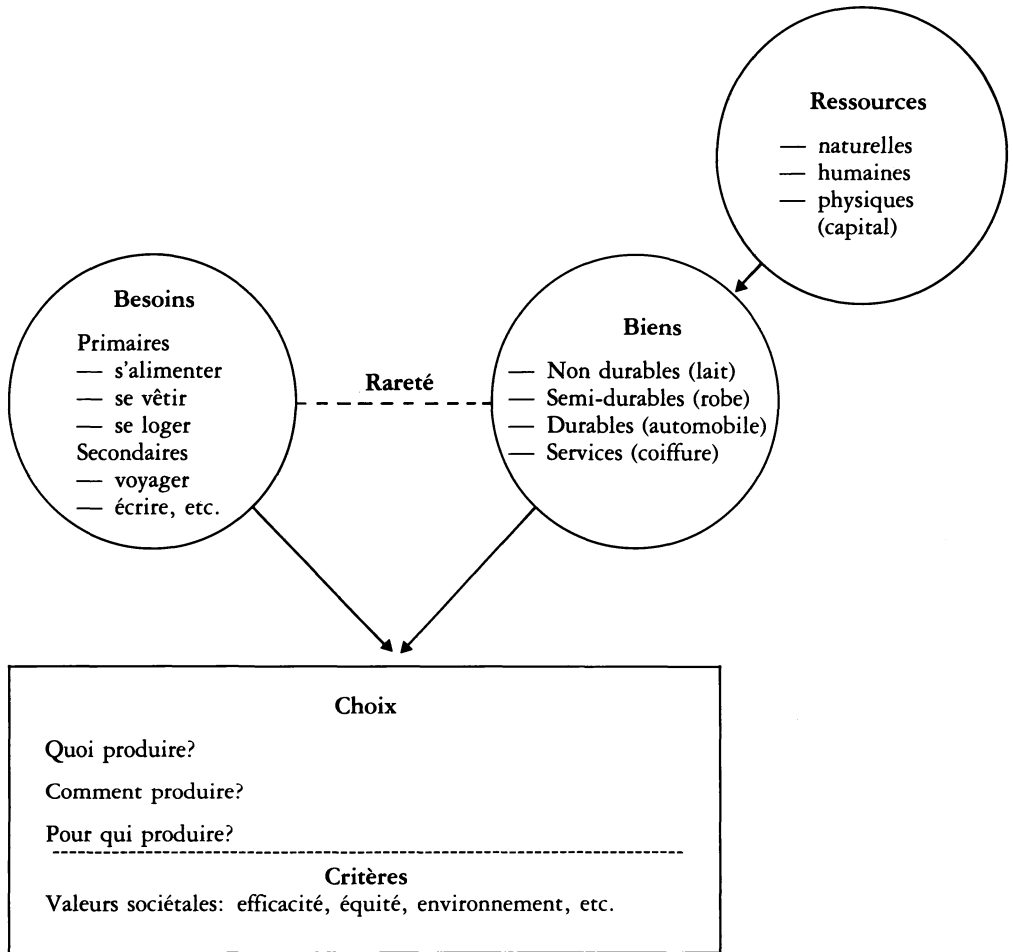 Ressources
— naturelles
— humaines
— physiques
(capital)
Besoins
Primaires
— s'alimenter
— se vêtir
— se loger
Secondaires
— voyager
— écrire, etc.
Rareté
Biens
— Non durables (lait)
— Semi-durables (robe)
— Durables (automobile)
— Services (coiffure)
Choix
Quoi produire?
Comment produire?
Pour qui produire?
Critères
Valeurs sociétales: efficacité, équité, environnement, etc.